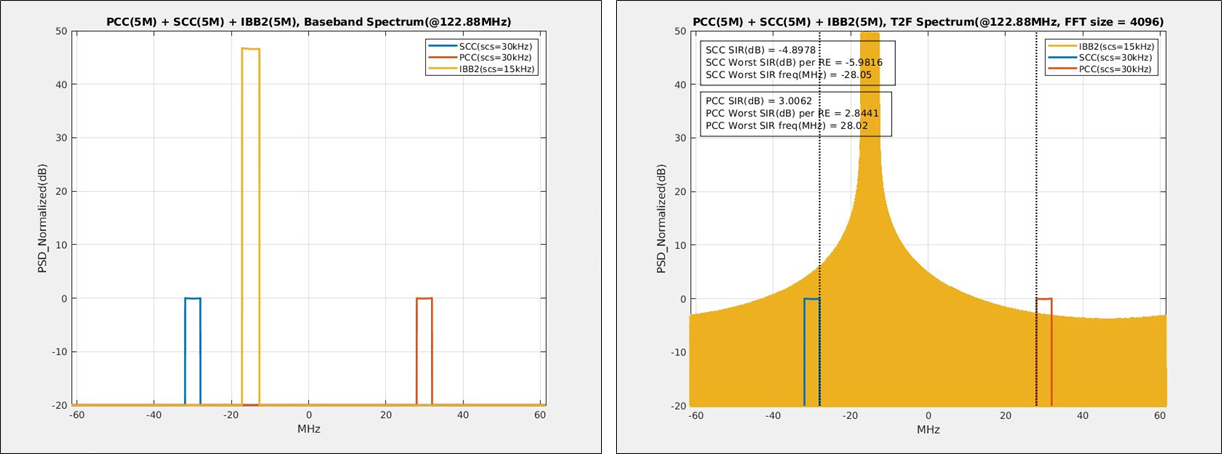 PCC(5M) + SCC(5M) + IBB2(5M), Baseband Spectrum(@122.88MHz)
SCC(scs=30kHz)
PCC(scs=30kHz)
IBB2(scs=15kHz)
PSD_Normalized(dB)
50
40
30
20
10
0
-10
-20
-60
-40
-20
0
20
40
60
MHz
PCC(5M) + SCC(5M) + IBB2(5M), T2F Spectrum(@122.88MHz, FFT size = 4096)
SCC SIR(dB) = -4.8978
SCC Worst SIR(dB) per RE = -5.9816
SCC Worst SIR freq(MHz) = -28.05
PCC SIR(dB) = 3.0062
PCC Worst SIR(dB) per RE = 2.8441
PCC Worst SIR freq(MHz) = 28.02
IBB2(scs=15kHz)
SCC(scs=30kHz)
PCC(scs=30kHz)
PSD_Normalized(dB)
50
40
30
20
10
0
-10
-20
-60
-40
-20
0
20
40
60
MHz